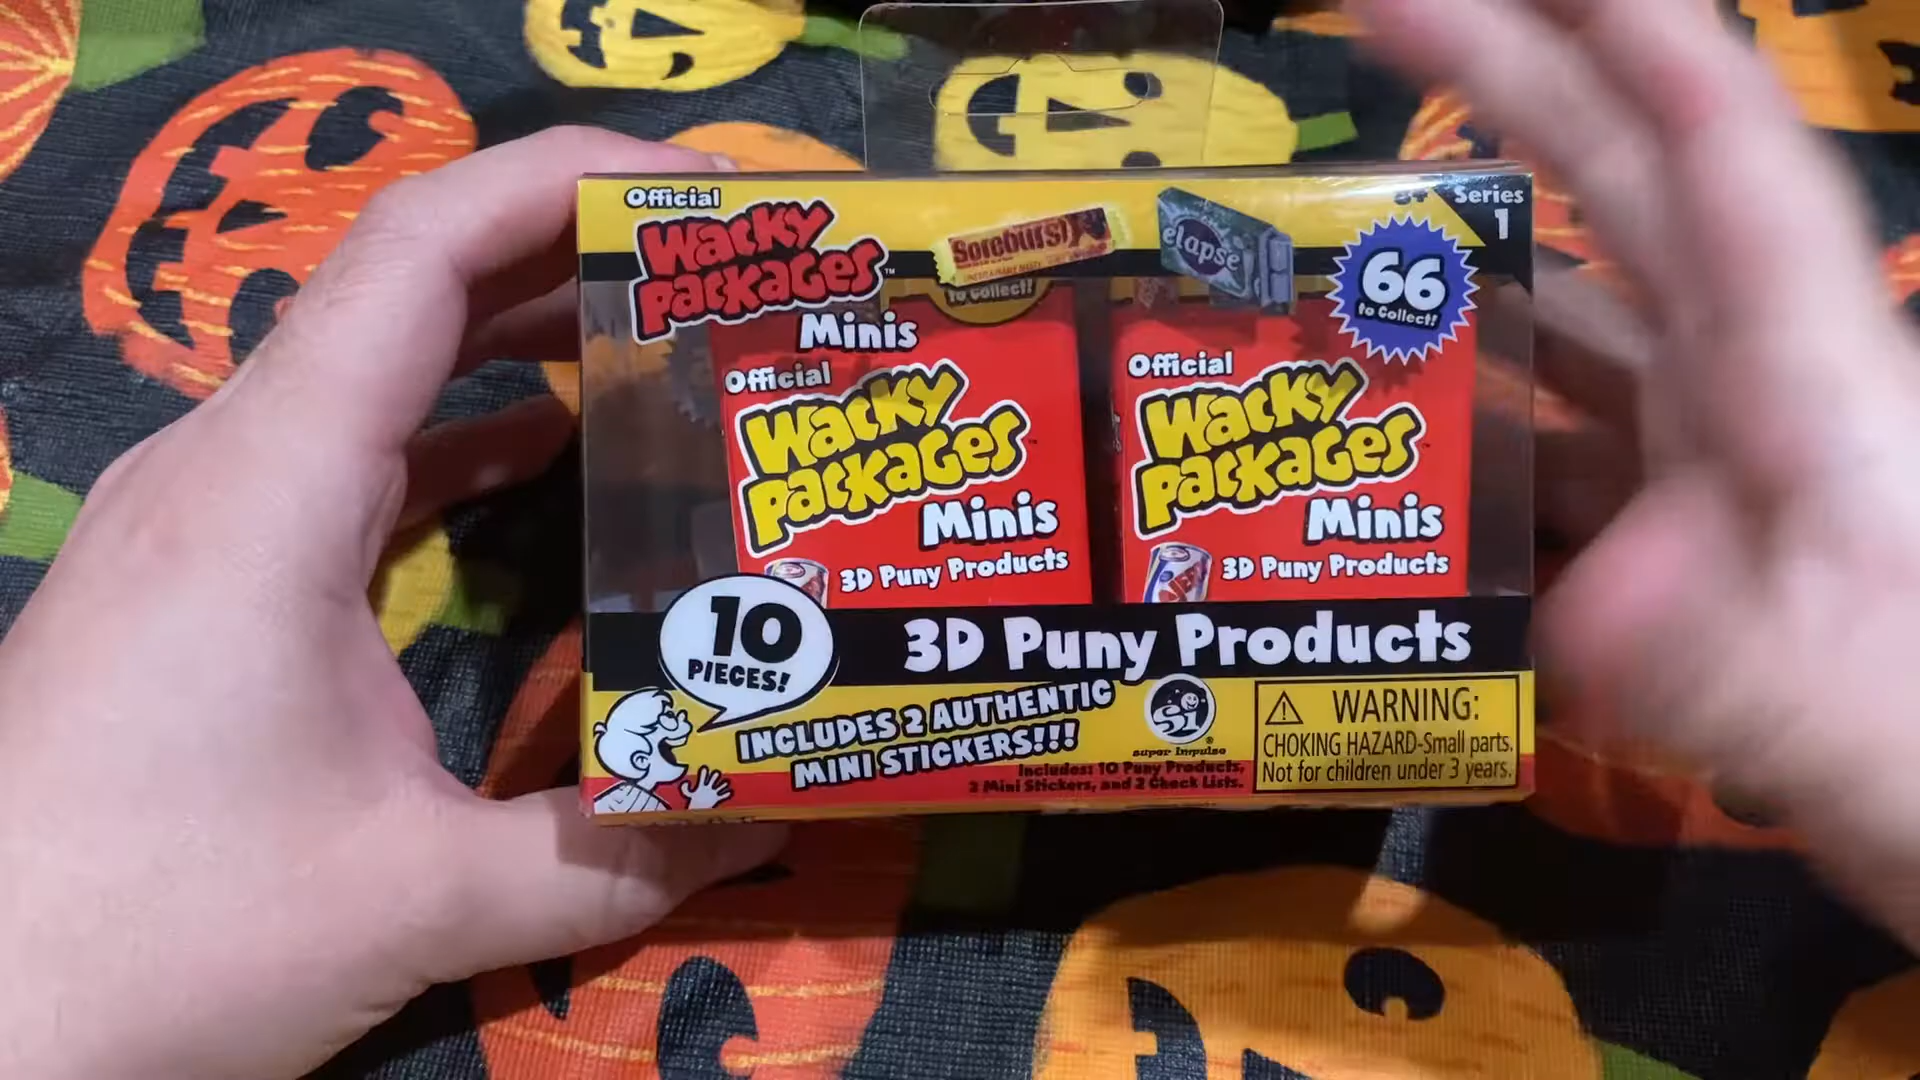 Official
Wacky
Packages
Minis
Soreburst
élapse
Series
1
66
to Collect!
to Collect!
Official
Wacky
Packages
Minis
3D Puny Products
Official
Wacky
Packages
Minis
3D Puny Products
10
PIECES!
3D Puny Products
INCLUDES 2 AUTHENTIC
MINI STICKERS!!!
SI
super impulse
Includes: 10 Puny Products,
2 Mini Stickers, and 2 Check Lists.
WARNING:
CHOKING HAZARD-Small parts.
Not for children under 3 years.